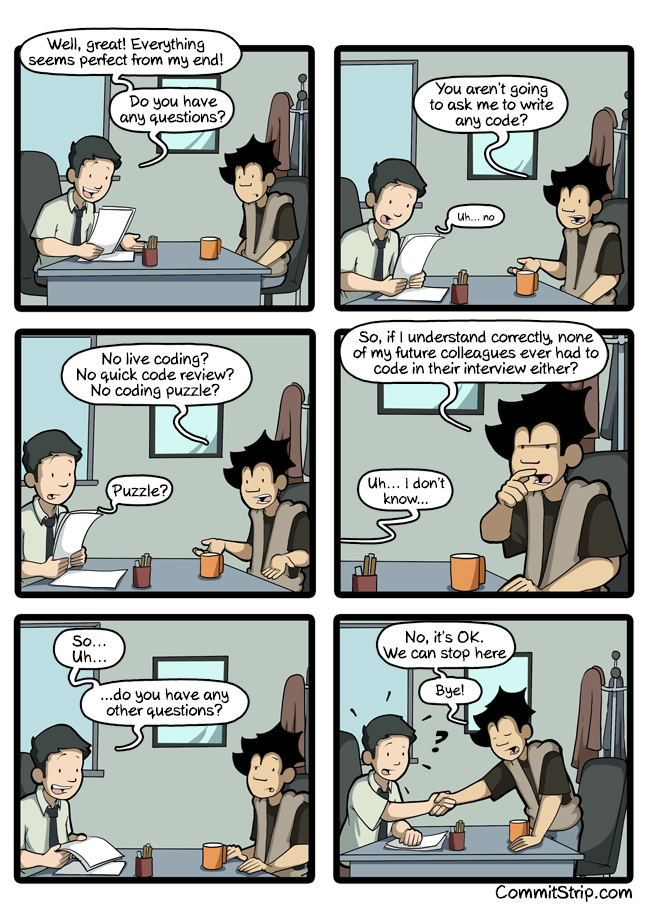 Well, great! Everything
seems perfect from my end!
Do you have
any questions?
You aren't going
to ask me to write
any code?
Uh... no
No live coding?
No quick code review?
No coding puzzle?
Puzzle?
So, if I understand correctly, none
of my future colleagues ever had to
code in their interview either?
Uh... I don't
know...
So...
Uh...
...do you have any
other questions?
No, it's OK.
We can stop here
Bye!
?
CommitStrip.com